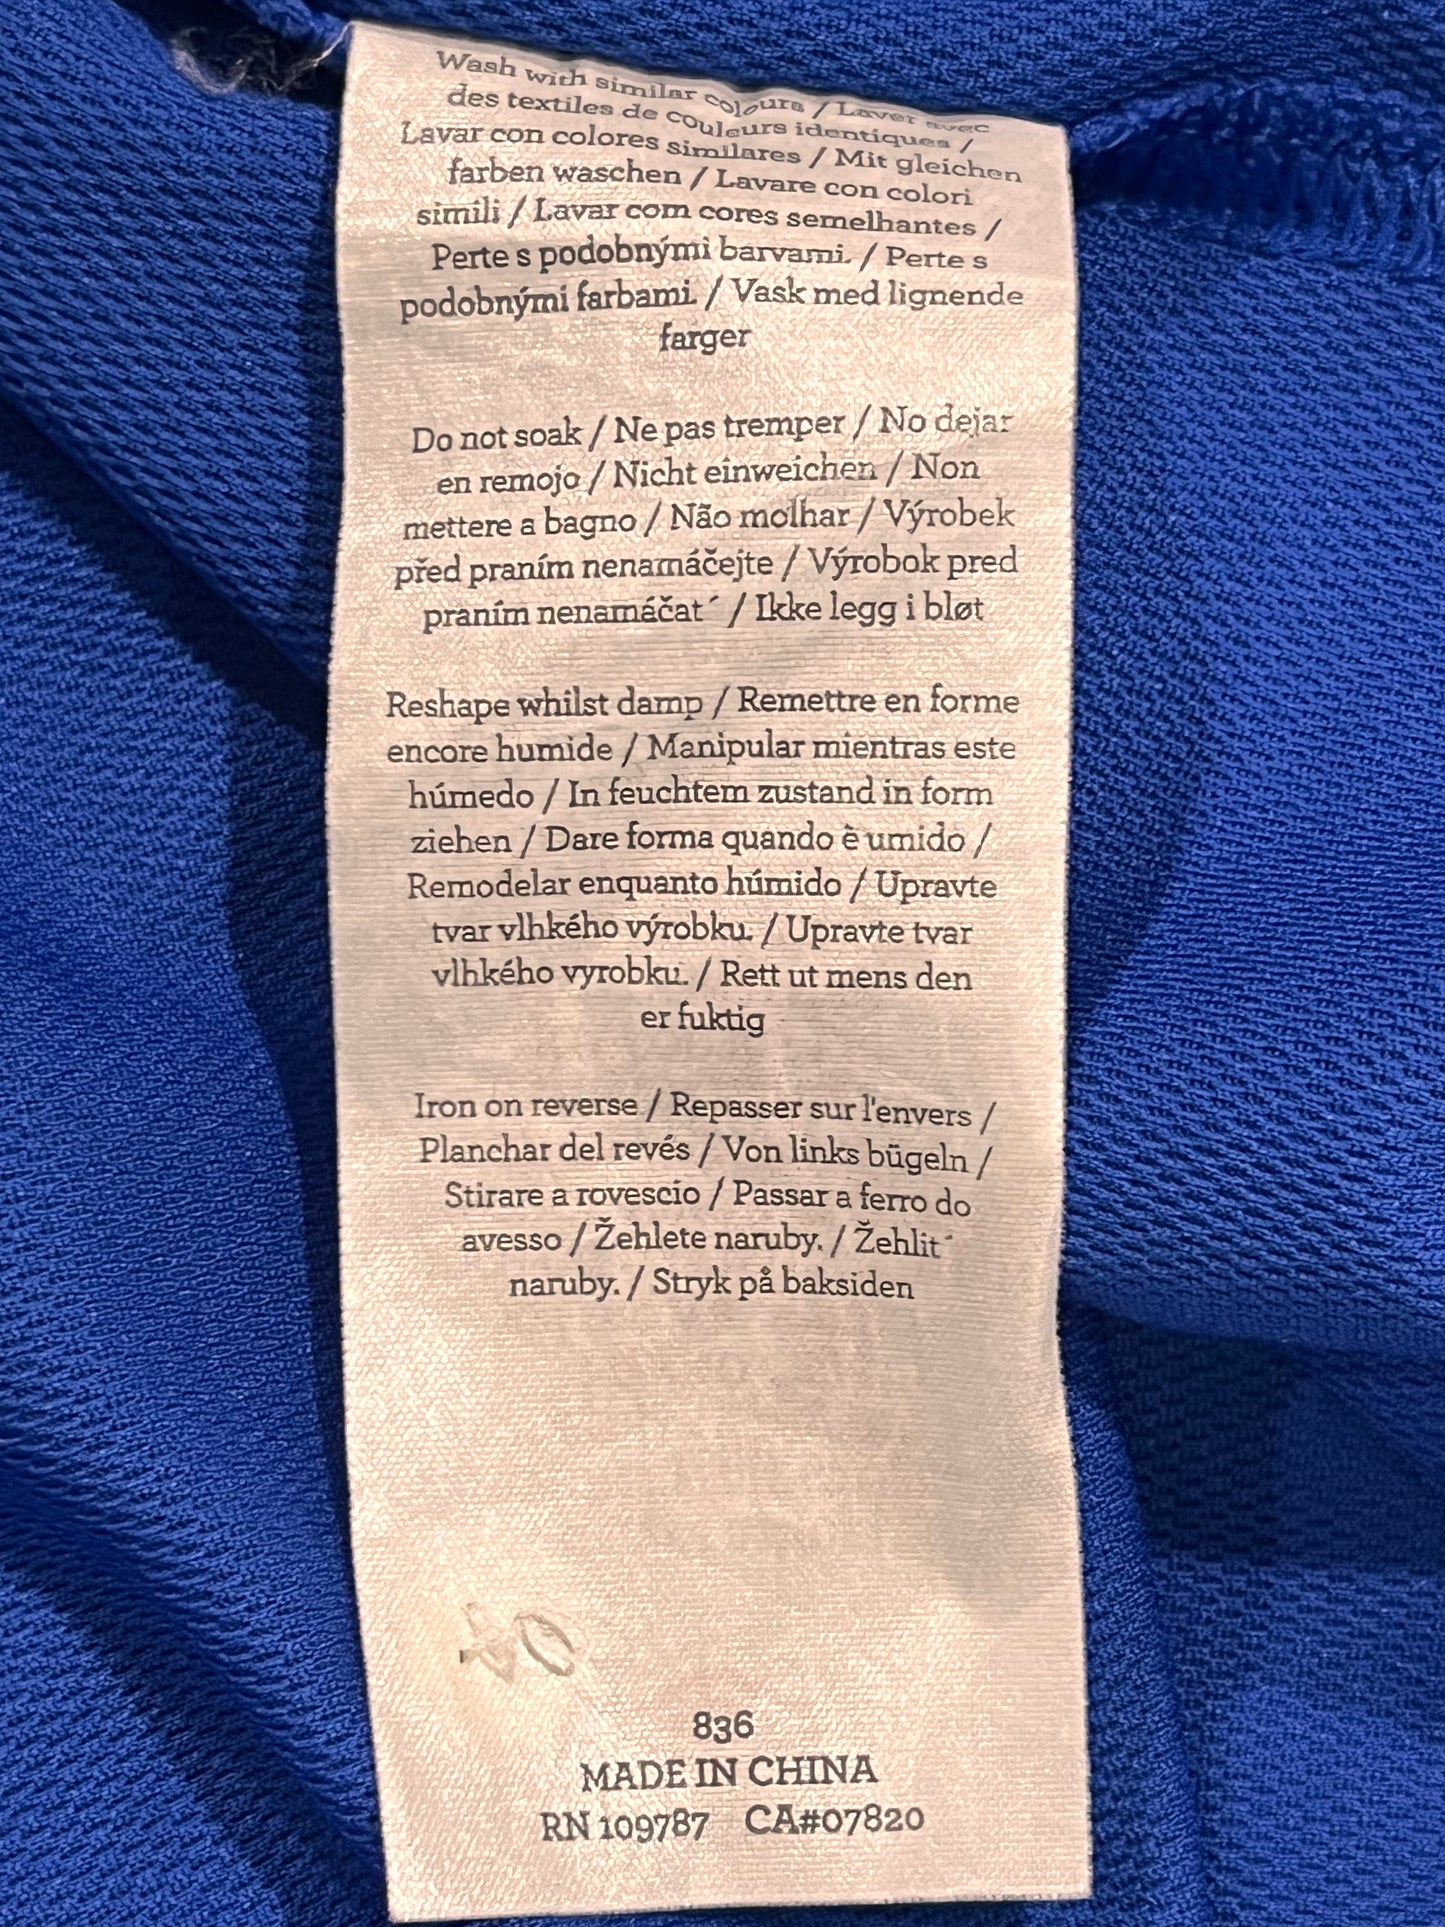 Wash with similar colours / Laver avec
des textiles de couleurs identiques /
Lavar con colores similares / Mit gleichen
farben waschen / Lavare con colori
simili / Lavar com cores semelhantes /
Perte s podobnými barvami. / Perte s
podobnými farbami. / Vask med lignende
farger
Do not soak / Ne pas tremper / No dejar
en remojo / Nicht einweichen / Non
mettere a bagno / Não molhar / Výrobek
před praním nenamáčejte / Výrobok pred
praním nenamáčat´ / Ikke legg i bløt
Reshape whilst damp / Remettre en forme
encore humide / Manipular mientras este
húmedo / In feuchtem zustand in form
ziehen / Dare forma quando è umido /
Remodelar enquanto húmido / Upravte
tvar vlhkého výrobku. / Upravte tvar
vlhkého vyrobku. / Rett ut mens den
er fuktig
Iron on reverse / Repasser sur l'envers /
Planchar del revés / Von links bügeln /
Stirare a rovescio / Passar a ferro do
avesso / Žehlete naruby. / Žehlit´
naruby. / Stryk på baksiden
836
MADE IN CHINA
RN 109787 CA#07820